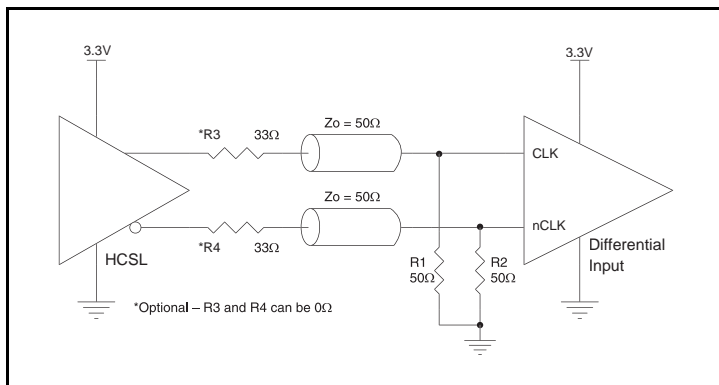 3.3V
3.3V
*R3
33Ω
Zo = 50Ω
CLK
Zo = 50Ω
nCLK
*R4
33Ω
HCSL
Differential
Input
R1
50Ω
R2
50Ω
*Optional – R3 and R4 can be 0Ω